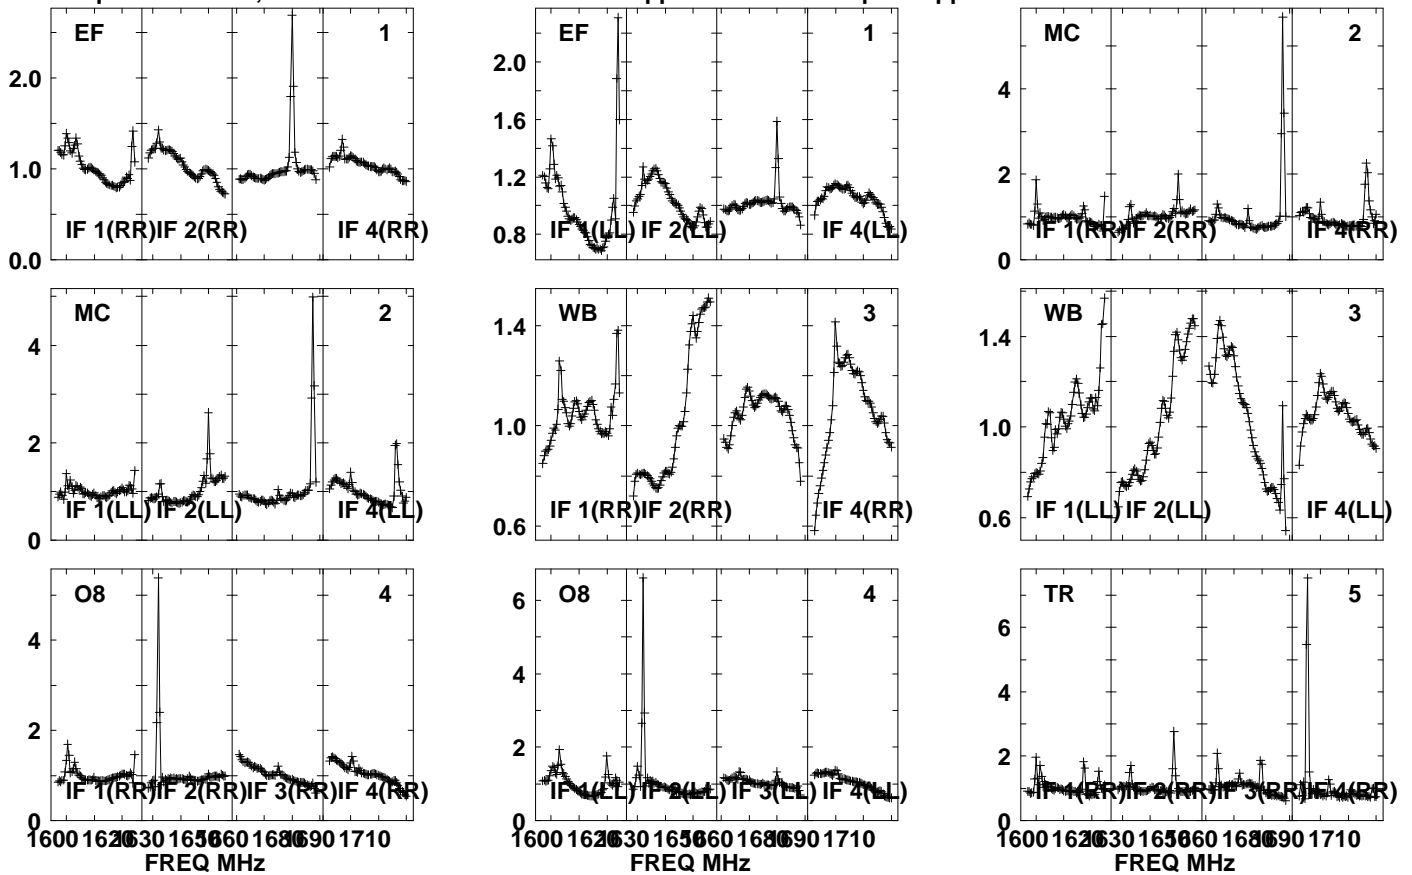 EF 1
2.0
1.0
0.0
IF 1(RR) IF 2(RR) IF 4(RR)
EF 1
2.0
1.6
1.2
0.8
IF 1(LL) IF 2(LL) IF 4(LL)
MC 2
4
2
0
IF 1(RR) IF 2(RR) IF 4(RR)
MC 2
4
2
0
IF 1(LL) IF 2(LL) IF 4(LL)
WB 3
1.4
1.0
0.6
IF 1(RR) IF 2(RR) IF 4(RR)
WB 3
1.4
1.0
0.6
IF 1(LL) IF 2(LL) IF 4(LL)
O8 4
4
2
0
IF 1(RR) IF 2(RR) IF 3(RR) IF 4(RR)
1600 1620 1630 1650 1660 1680 1690 1710
FREQ MHz
O8 4
6
4
2
0
IF 1(LL) IF 2(LL) IF 3(LL) IF 4(LL)
1600 1620 1630 1650 1660 1680 1690 1710
FREQ MHz
TR 5
6
4
2
0
IF 1(RR) IF 2(RR) IF 3(RR) IF 4(RR)
1600 1620 1630 1650 1660 1680 1690 1710
FREQ MHz